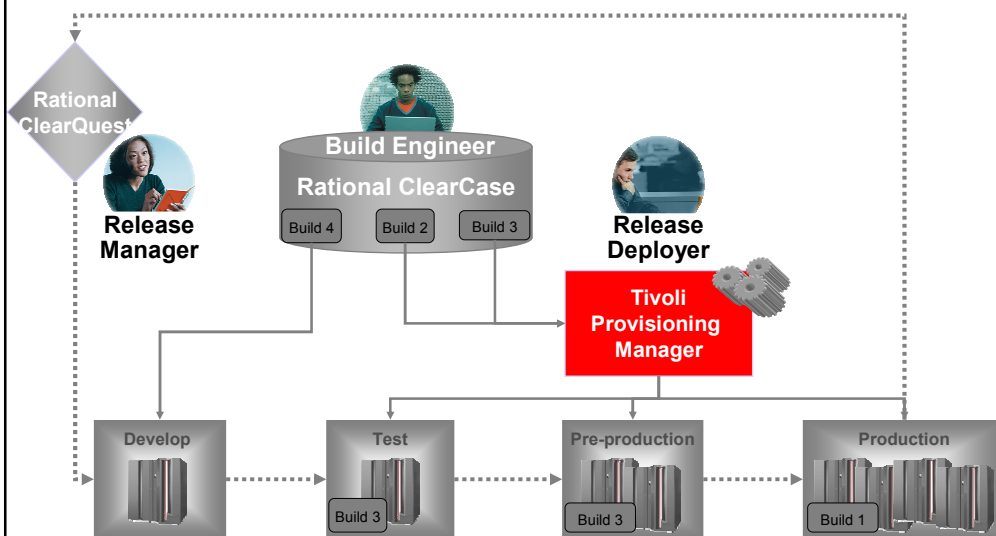 Rational
ClearQuest
Release
Manager
Build Engineer
Rational ClearCase
Build 4
Build 2
Build 3
Release
Deployer
Tivoli
Provisioning
Manager
Develop
Test
Build 3
Pre-production
Build 3
Production
Build 1